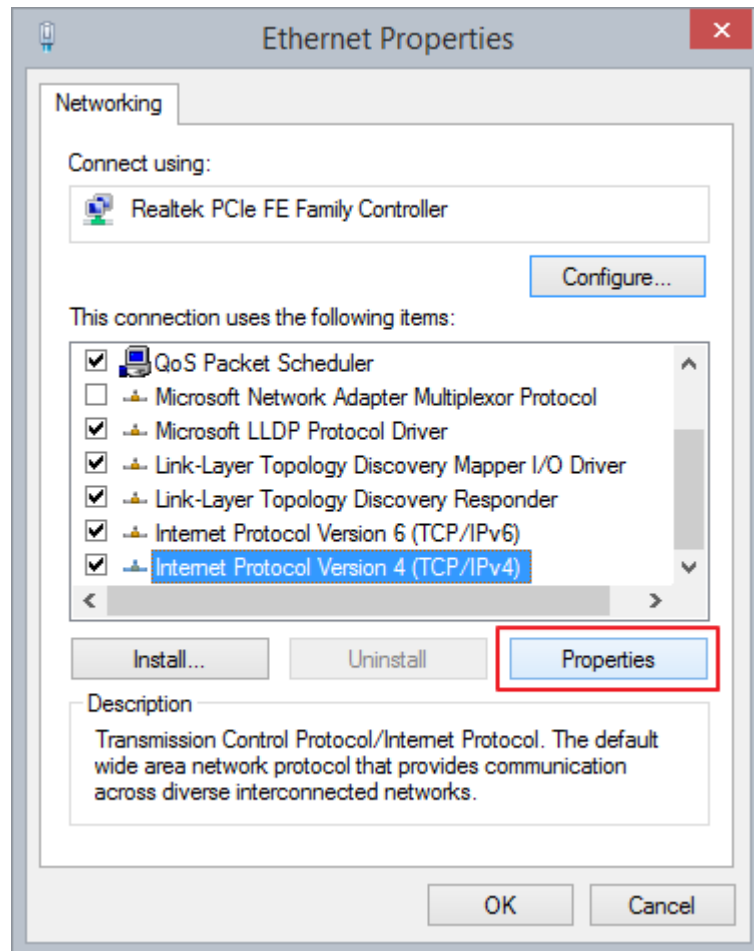 Ethernet Properties
Networking
Connect using:
Realtek PCIe FE Family Controller
Configure...
This connection uses the following items:
QoS Packet Scheduler
Microsoft Network Adapter Multiplexor Protocol
Microsoft LLDP Protocol Driver
Link-Layer Topology Discovery Mapper I/O Driver
Link-Layer Topology Discovery Responder
Internet Protocol Version 6 (TCP/IPv6)
Internet Protocol Version 4 (TCP/IPv4)
Install...
Uninstall
Properties
Description
Transmission Control Protocol/Internet Protocol. The default
wide area network protocol that provides communication
across diverse interconnected networks.
OK
Cancel